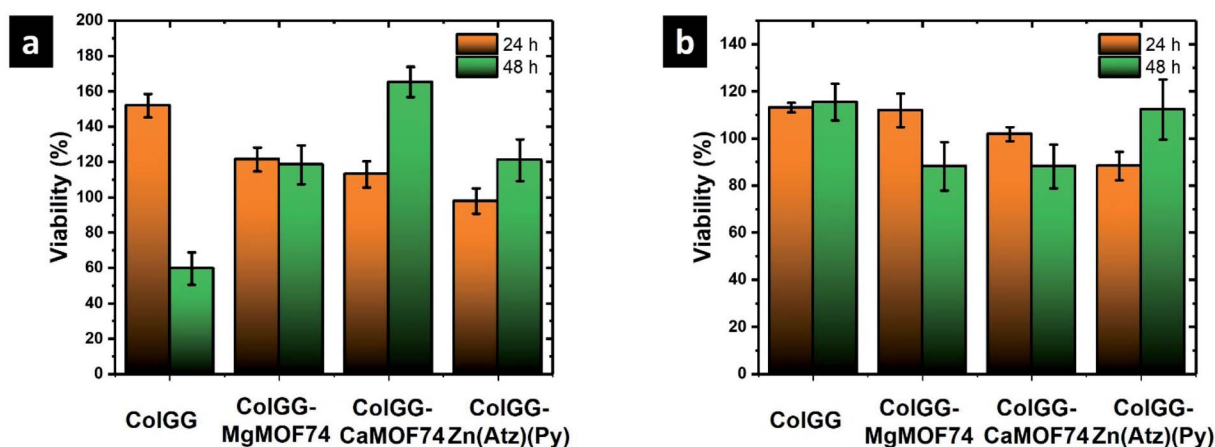 a
24 h
48 h
Viability (%)
200
180
160
140
120
100
80
60
40
20
0
ColGG
ColGG-
MgMOF74
ColGG-
CaMOF74
ColGG-
Zn(Atz)(Py)
b
24 h
48 h
Viability (%)
140
120
100
80
60
40
20
0
ColGG
ColGG-
MgMOF74
ColGG-
CaMOF74
ColGG-
Zn(Atz)(Py)